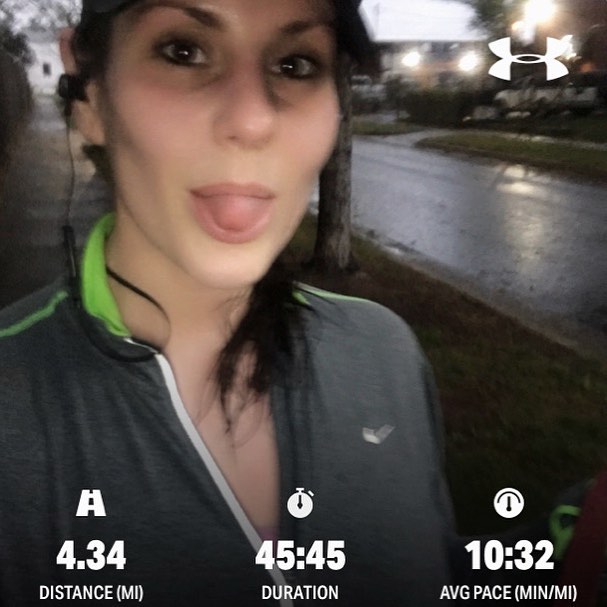 4.34
45:45
10:32
DISTANCE (MI)
DURATION
AVG PACE (MIN/MI)